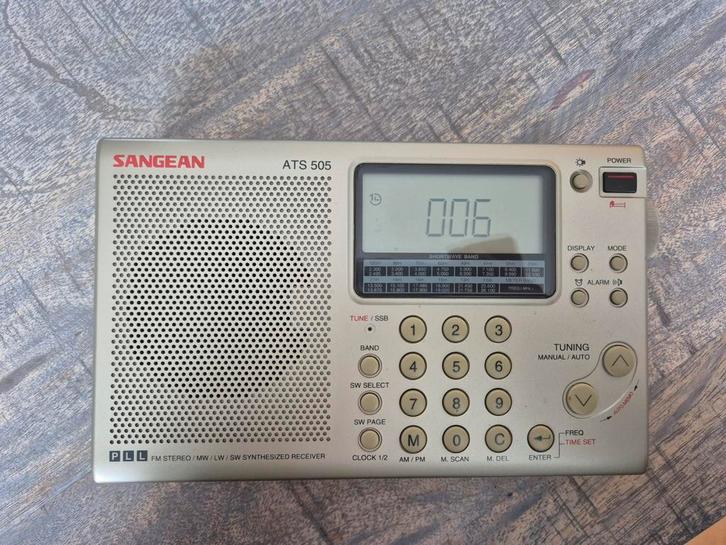 SANGEAN
ATS 505
POWER
006
DISPLAY MODE
SHORTWAVE BAND
ALARM
TUNE / SSB
1 2 3
TUNING
MANUAL / AUTO
BAND
4 5 6
SW SELECT
7 8 9
AUTO/MEMO
SW PAGE
M 0 C
FREQ
TIME SET
CLOCK 1/2
AM / PM
M. SCAN
M. DEL
ENTER
PLL FM STEREO / MW / LW / SW SYNTHESIZED RECEIVER